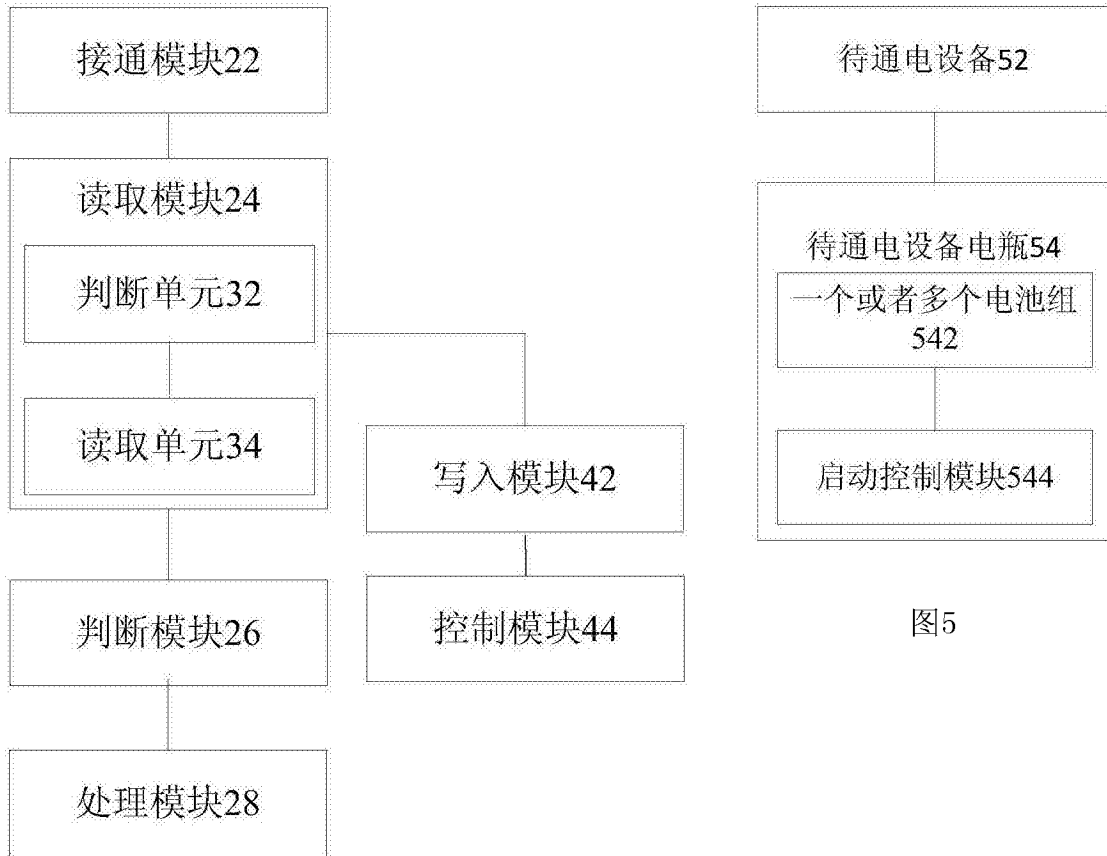 接通模块22
读取模块24
判断单元32
读取单元34
判断模块26
处理模块28
写入模块42
控制模块44
待通电设备52
待通电设备电瓶54
一个或者多个电池组
542
启动控制模块544
图5